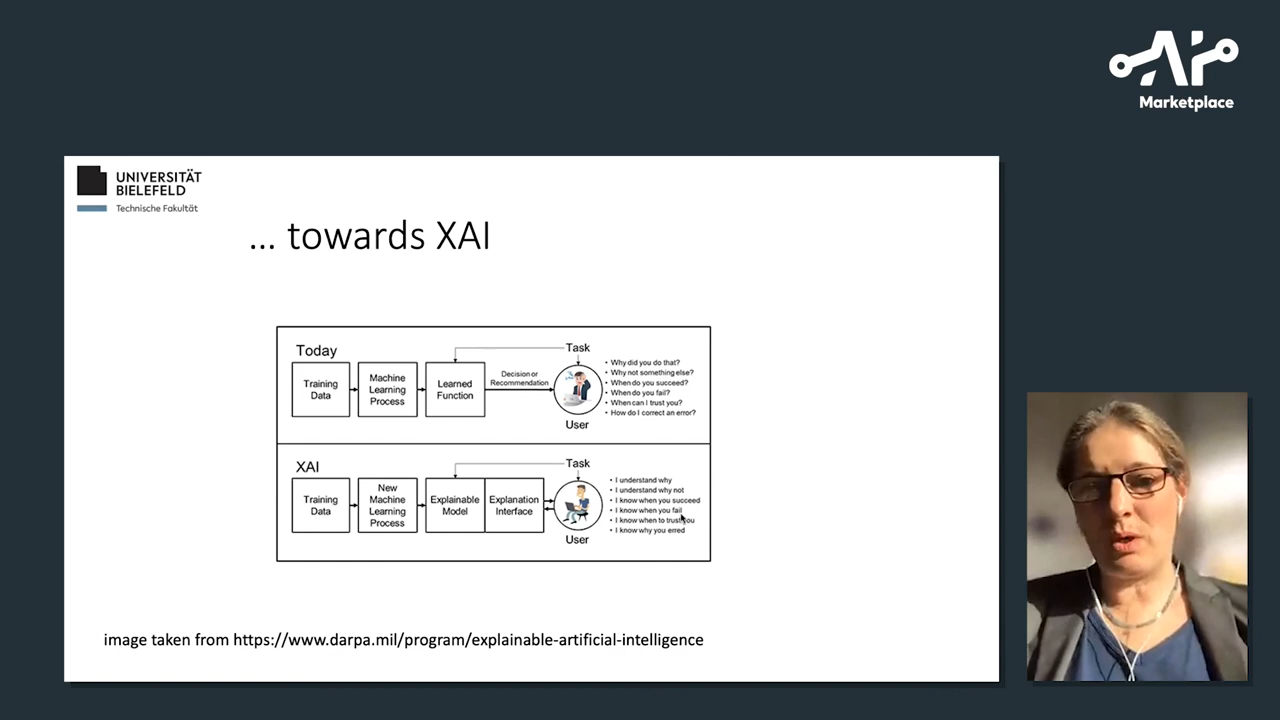 AI
Marketplace
UNIVERSITÄT
BIELEFELD
Technische Fakultät
... towards XAI
Today
Training
Data
Machine
Learning
Process
Learned
Function
Decision or
Recommendation
Task
User
• Why did you do that?
• Why not something else?
• When do you succeed?
• When do you fail?
• When can I trust you?
• How do I correct an error?
XAI
Training
Data
New
Machine
Learning
Process
Explainable
Model
Explanation
Interface
Task
User
• I understand why
• I understand why not
• I know when you succeed
• I know when you fail
• I know when to trust you
• I know why you erred
image taken from https://www.darpa.mil/program/explainable-artificial-intelligence